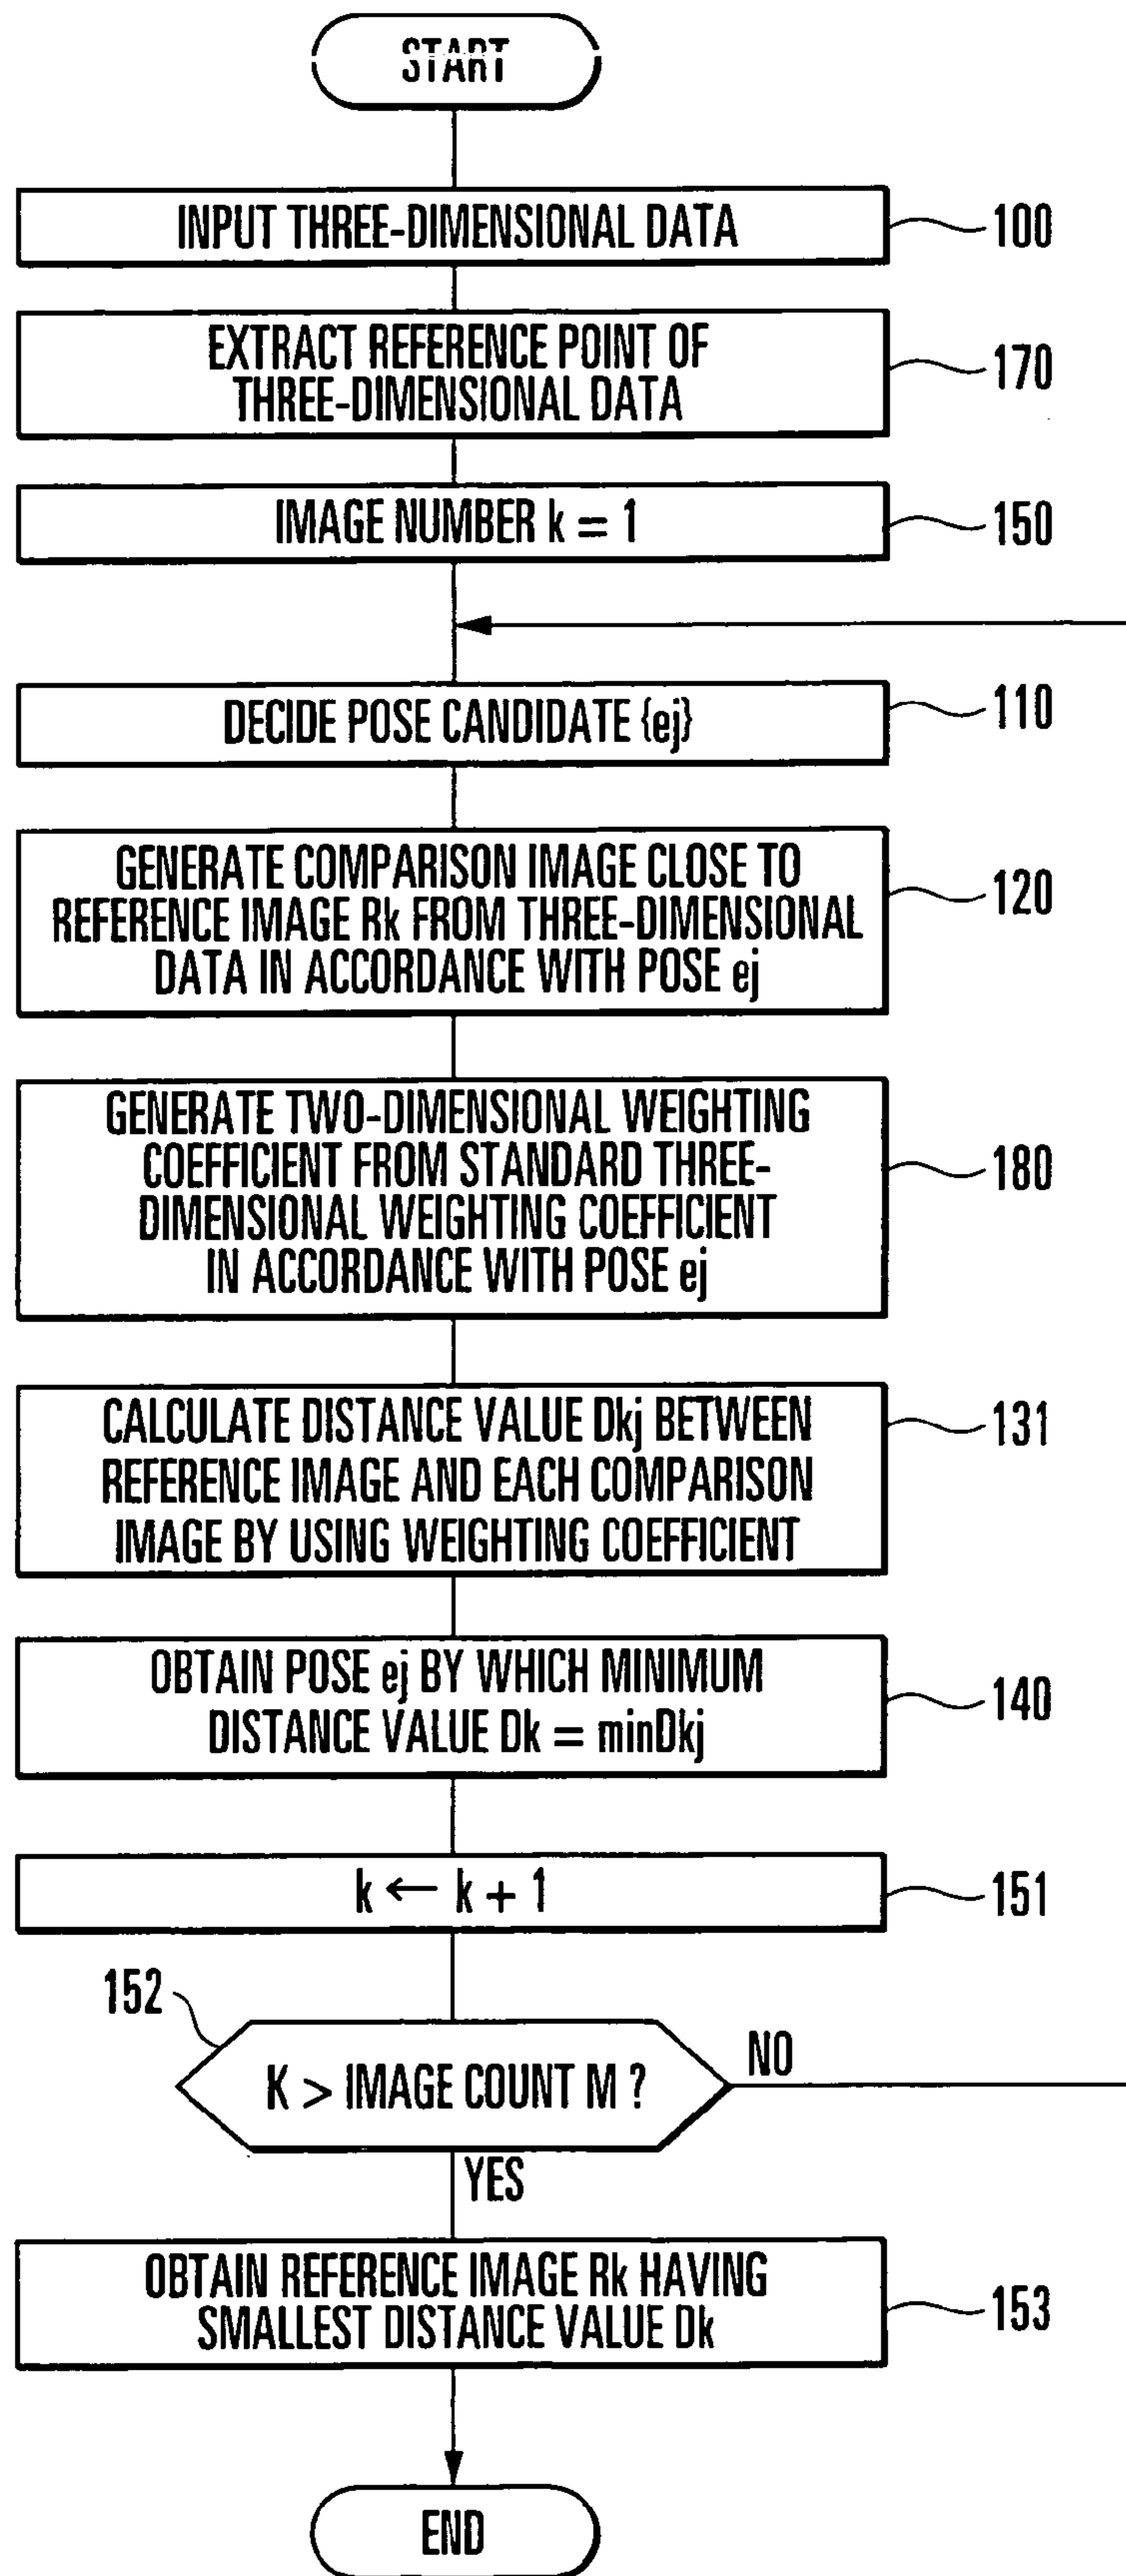 START
INPUT THREE-DIMENSIONAL DATA
100
EXTRACT REFERENCE POINT OF
THREE-DIMENSIONAL DATA
170
IMAGE NUMBER k = 1
150
DECIDE POSE CANDIDATE {ej}
110
GENERATE COMPARISON IMAGE CLOSE TO
REFERENCE IMAGE Rk FROM THREE-DIMENSIONAL
DATA IN ACCORDANCE WITH POSE ej
120
GENERATE TWO-DIMENSIONAL WEIGHTING
COEFFICIENT FROM STANDARD THREE-
DIMENSIONAL WEIGHTING COEFFICIENT
IN ACCORDANCE WITH POSE ej
180
CALCULATE DISTANCE VALUE Dkj BETWEEN
REFERENCE IMAGE AND EACH COMPARISON
IMAGE BY USING WEIGHTING COEFFICIENT
131
OBTAIN POSE ej BY WHICH MINIMUM
DISTANCE VALUE Dk = minDkj
140
k ← k + 1
151
152
K > IMAGE COUNT M ?
NO
YES
OBTAIN REFERENCE IMAGE Rk HAVING
SMALLEST DISTANCE VALUE Dk
153
END